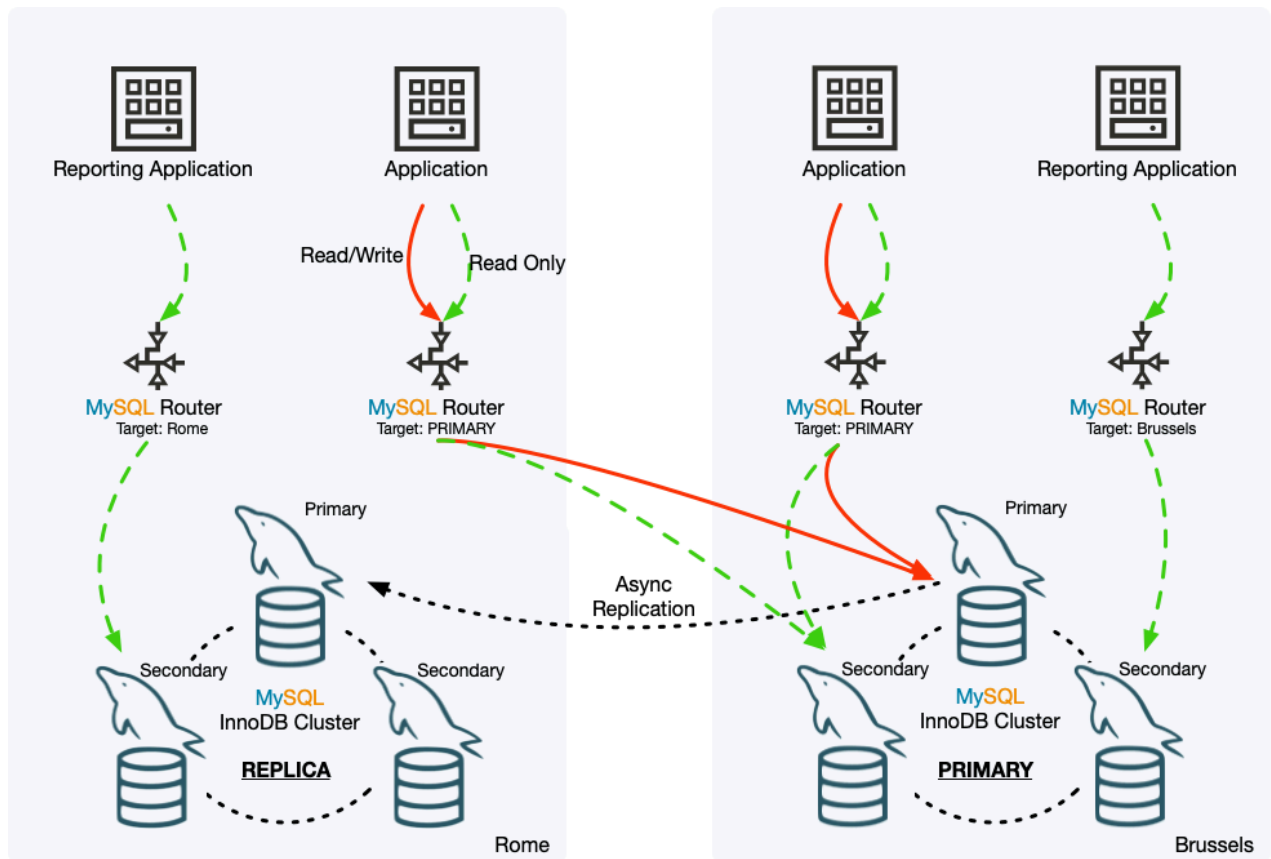 Reporting Application
Application
Application
Reporting Application
Read/Write
Read Only
MySQL Router
Target: Rome
MySQL Router
Target: PRIMARY
MySQL Router
Target: PRIMARY
MySQL Router
Target: Brussels
Primary
Primary
Async
Replication
Secondary
Secondary
Secondary
Secondary
MySQL
InnoDB Cluster
REPLICA
MySQL
InnoDB Cluster
PRIMARY
Rome
Brussels